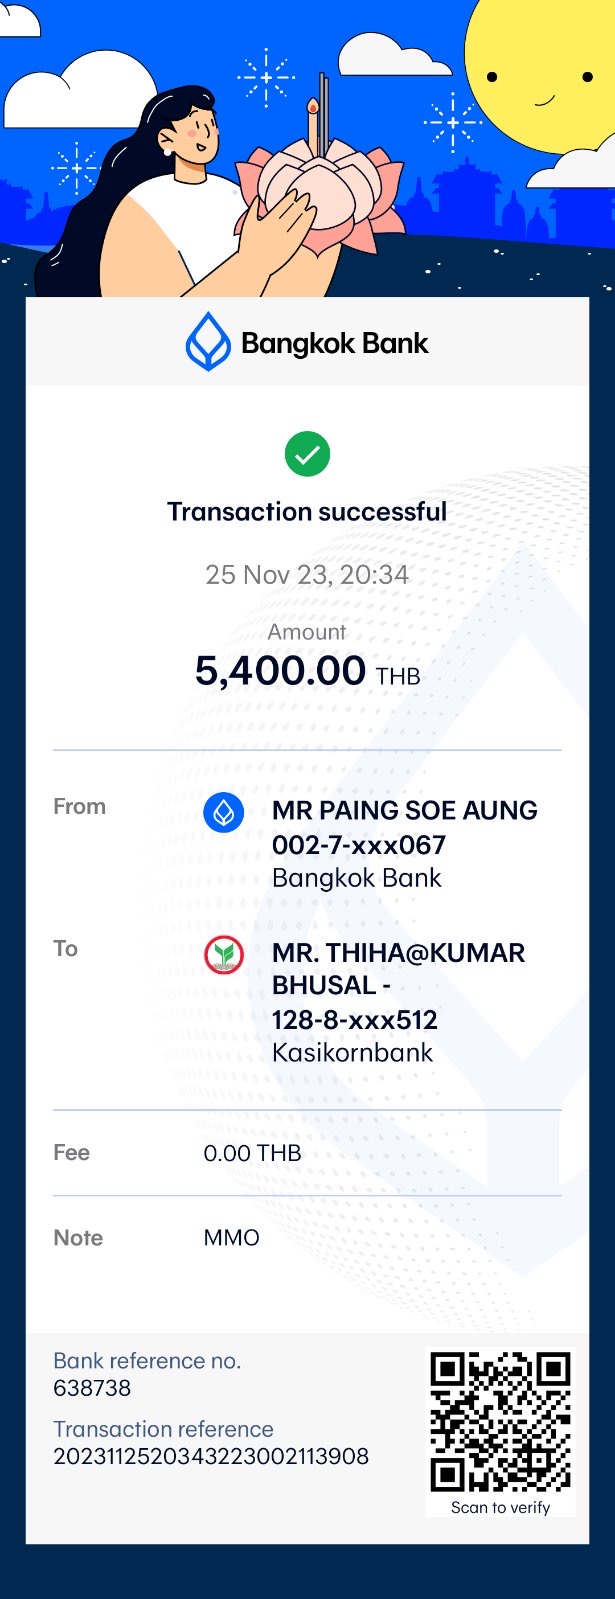 Bangkok Bank
Transaction successful
25 Nov 23, 20:34
Amount
5,400.00 THB
From
MR PAING SOE AUNG
002-7-xxx067
Bangkok Bank
To
MR. THIHA@KUMAR
BHUSAL -
128-8-xxx512
Kasikornbank
Fee 0.00 THB
Note MMO
Bank reference no.
638738
Transaction reference
2023112520343223002113908
Scan to verify